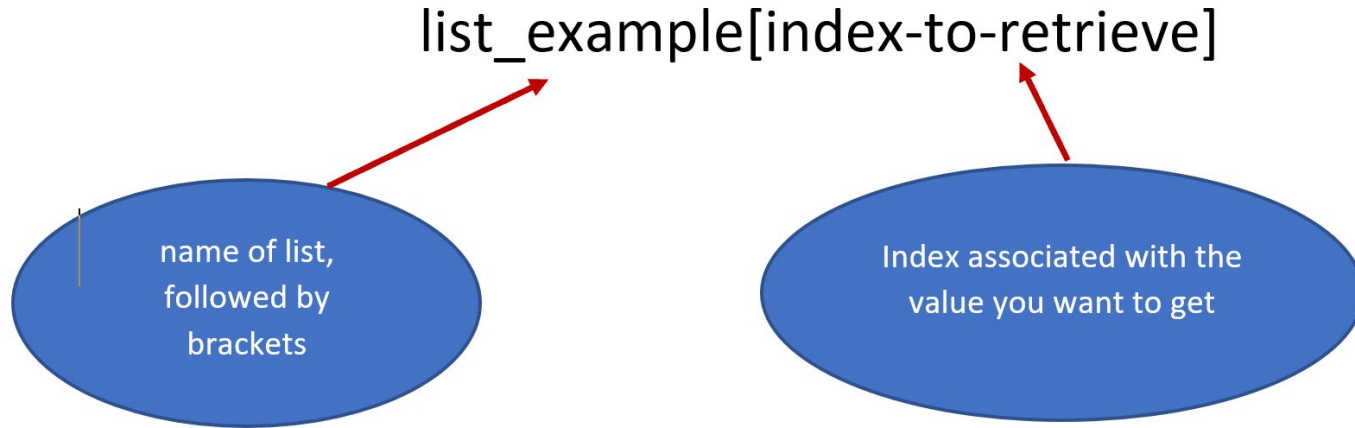 list_example[index-to-retrieve]
name of list,
followed by
brackets
Index associated with the
value you want to get